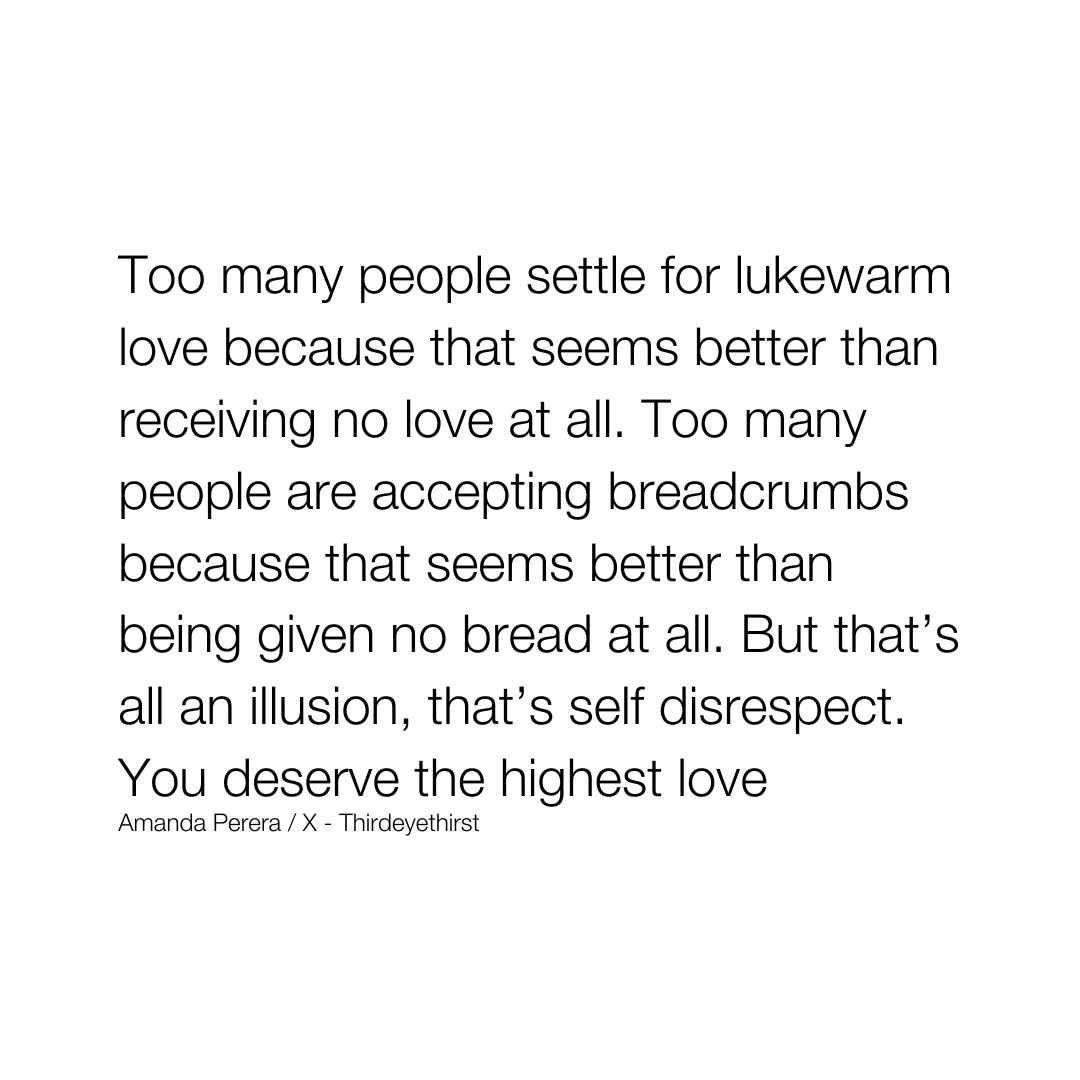 Too many people settle for lukewarm
love because that seems better than
receiving no love at all. Too many
people are accepting breadcrumbs
because that seems better than
being given no bread at all. But that’s
all an illusion, that’s self disrespect.
You deserve the highest love
Amanda Perera / X - Thirdeyethirst